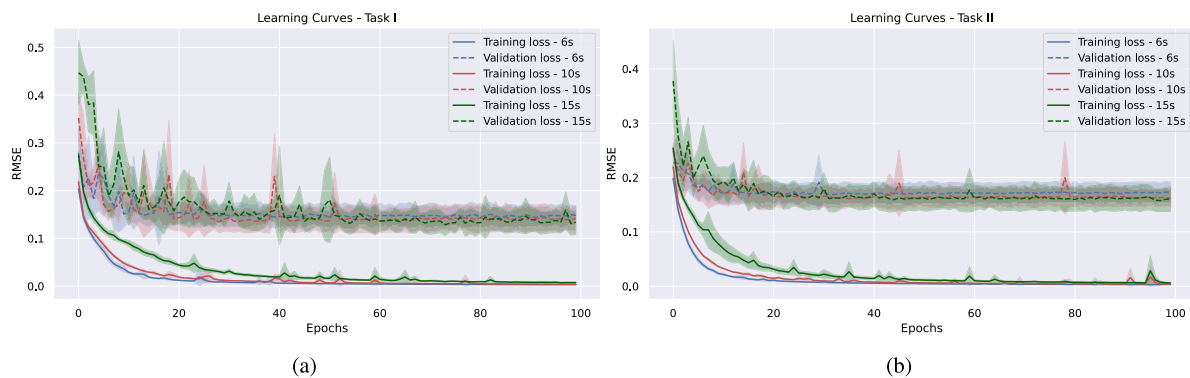 Learning Curves - Task I
Training loss - 6s
Validation loss - 6s
Training loss - 10s
Validation loss - 10s
Training loss - 15s
Validation loss - 15s
0.5
0.4
0.3
0.2
0.1
0.0
RMSE
0 20 40 60 80 100
Epochs
(a)
Learning Curves - Task II
Training loss - 6s
Validation loss - 6s
Training loss - 10s
Validation loss - 10s
Training loss - 15s
Validation loss - 15s
0.4
0.3
0.2
0.1
0.0
RMSE
0 20 40 60 80 100
Epochs
(b)